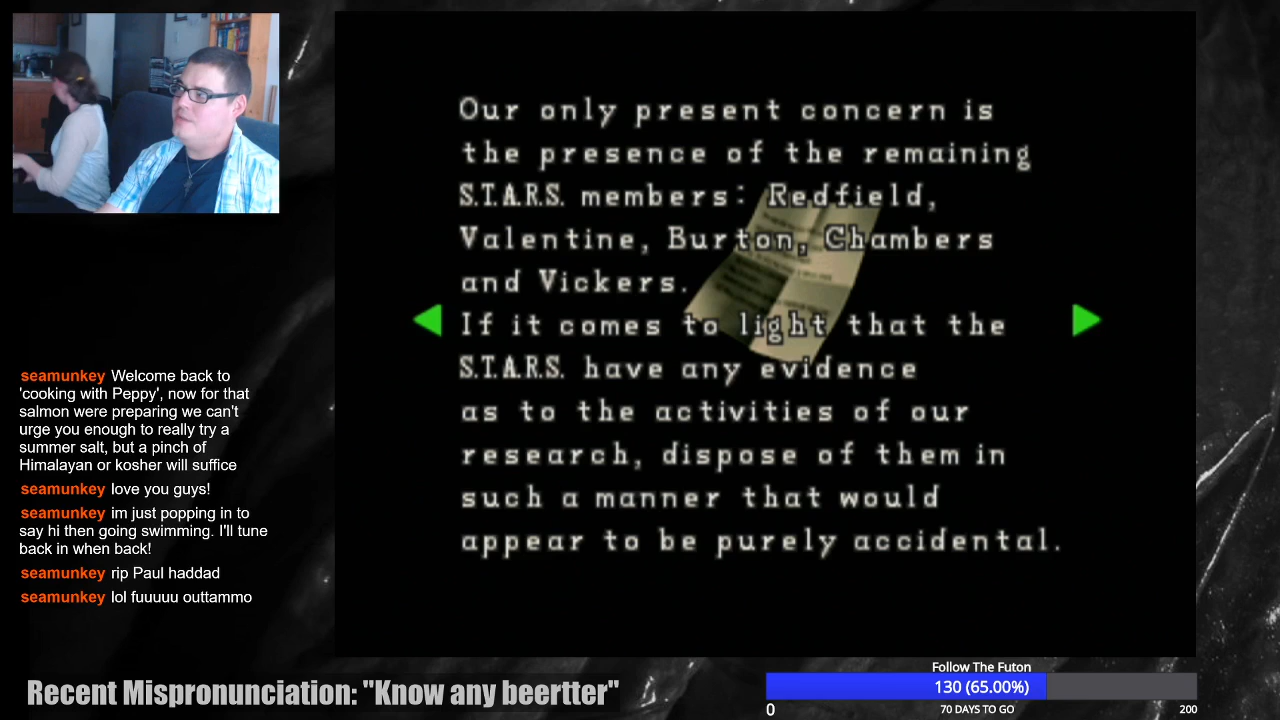 Our only present concern is
the presence of the remaining
S.T.A.R.S. members: Redfield,
Valentine, Burton, Chambers
and Vickers.
If it comes to light that the
S.T.A.R.S. have any evidence
as to the activities of our
research, dispose of them in
such a manner that would
appear to be purely accidental.
seamunkey Welcome back to
'cooking with Peppy', now for that
salmon were preparing we can't
urge you enough to really try a
summer salt, but a pinch of
Himalayan or kosher will suffice
seamunkey love you guys!
seamunkey im just popping in to
say hi then going swimming. I'll tune
back in when back!
seamunkey rip Paul haddad
seamunkey lol fuuuuu outtammo
Recent Mispronunciation: "Know any beertter"
Follow The Futon
130 (65.00%)
0
70 DAYS TO GO
200